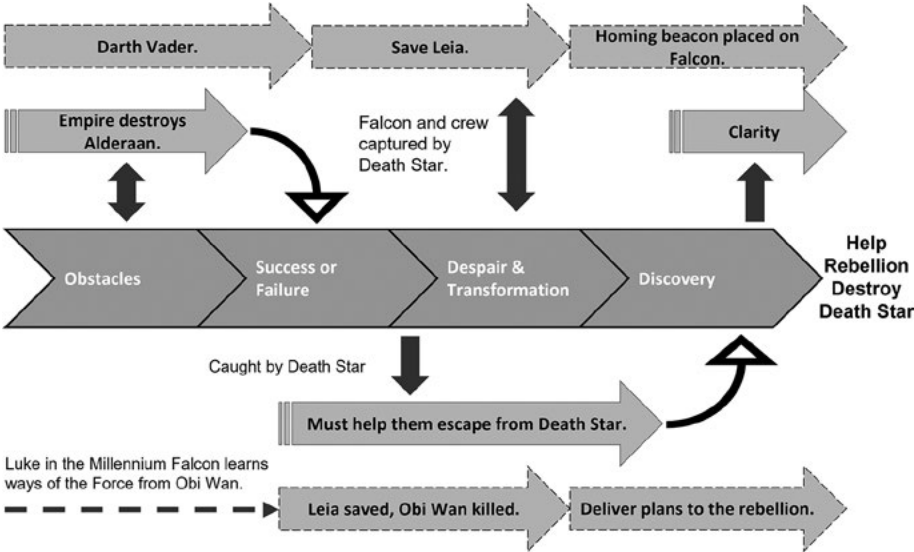 Darth Vader.
Save Leia.
Homing beacon placed on
Falcon.
Empire destroys
Alderaan.
Falcon and crew
captured by
Death Star.
Clarity
Obstacles
Success or
Failure
Despair &
Transformation
Discovery
Help
Rebellion
Destroy
Death Star
Caught by Death Star
Must help them escape from Death Star.
Luke in the Millennium Falcon learns
ways of the Force from Obi Wan.
Leia saved, Obi Wan killed.
Deliver plans to the rebellion.